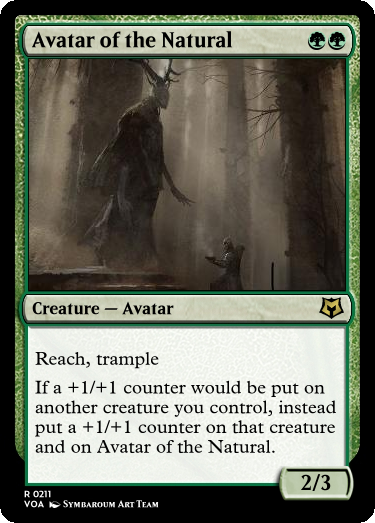 Avatar of the Natural
Creature — Avatar
Reach, trample
If a +1/+1 counter would be put on
another creature you control, instead
put a +1/+1 counter on that creature
and on Avatar of the Natural.
2/3
R 0211
VOA SYMBAROUM ART TEAM